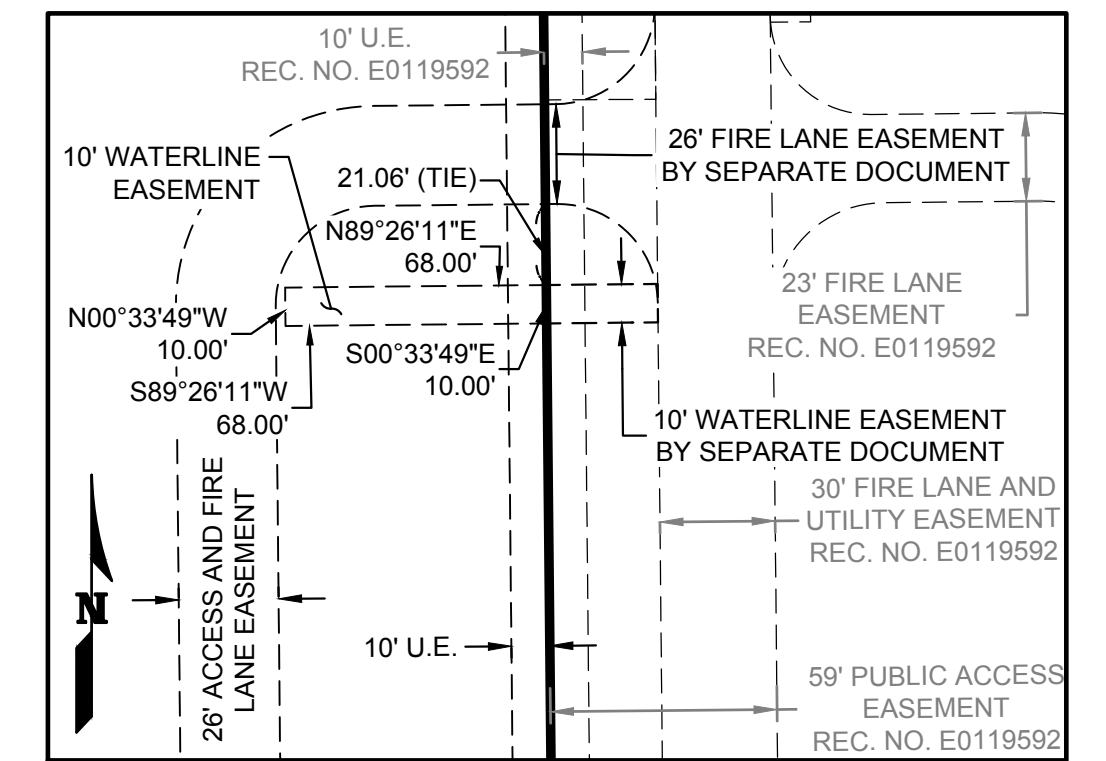 10' U.E.
REC. NO. E0119592
10' WATERLINE
EASEMENT
21.06' (TIE)
26' FIRE LANE EASEMENT
BY SEPARATE DOCUMENT
N89°26'11"E
68.00'
23' FIRE LANE
EASEMENT
REC. NO. E0119592
N00°33'49"W
10.00'
S00°33'49"E
10.00'
S89°26'11"W
68.00'
10' WATERLINE EASEMENT
BY SEPARATE DOCUMENT
30' FIRE LANE AND
UTILITY EASEMENT
REC. NO. E0119592
26' ACCESS AND FIRE
LANE EASEMENT
N
10' U.E.
59' PUBLIC ACCESS
EASEMENT
REC. NO. E0119592